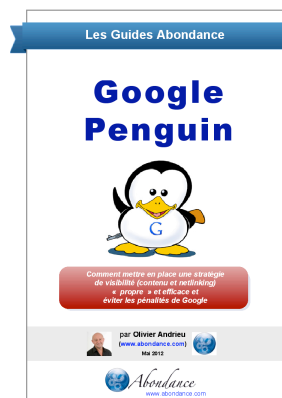 Les Guides Abondance
Google
Penguin
G
Comment mettre en place une stratégie
de visibilité (contenu et netlinking)
« propre » et efficace et
éviter les pénalités de Google
par Olivier Andrieu
(www.abondance.com)
Mai 2012
Abondance
www.abondance.com